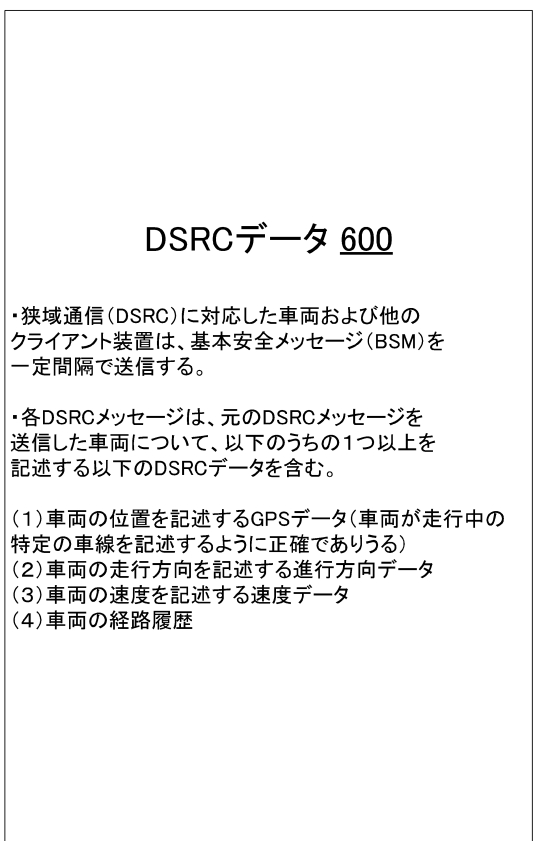 DSRCデータ 600
・狭域通信(DSRC)に対応した車両および他の
クライアント装置は、基本安全メッセージ(BSM)を
一定間隔で送信する。
・各DSRCメッセージは、元のDSRCメッセージを
送信した車両について、以下のうちの1つ以上を
記述する以下のDSRCデータを含む。
(1)車両の位置を記述するGPSデータ(車両が走行中の
特定の車線を記述するように正確でありうる)
(2)車両の走行方向を記述する進行方向データ
(3)車両の速度を記述する速度データ
(4)車両の経路履歴